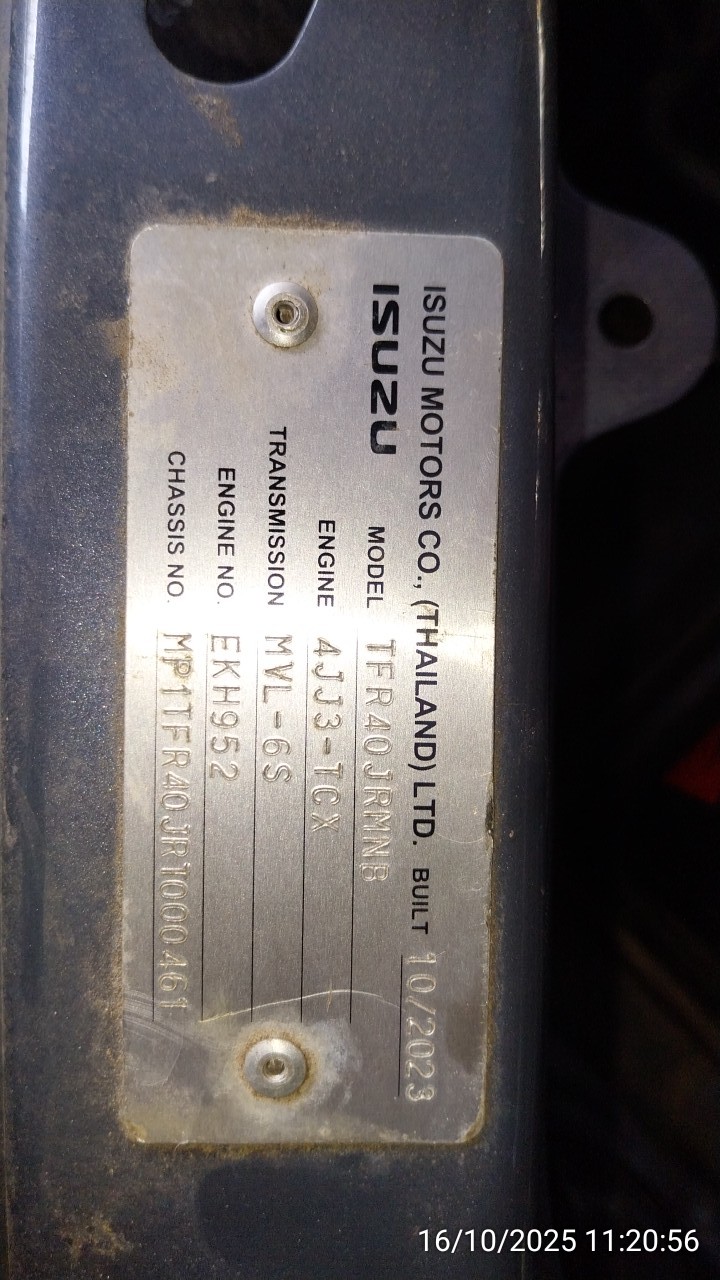 ISUZU MOTORS CO., (THAILAND) LTD. BUILT 10/2023
ISUZU
MODEL TFR40JRMNB
ENGINE 4JJ3-TCX
TRANSMISSION MVL-6S
ENGINE NO. EKH952
CHASSIS NO. MP1TFR40JR1000461
16/10/2025 11:20:56